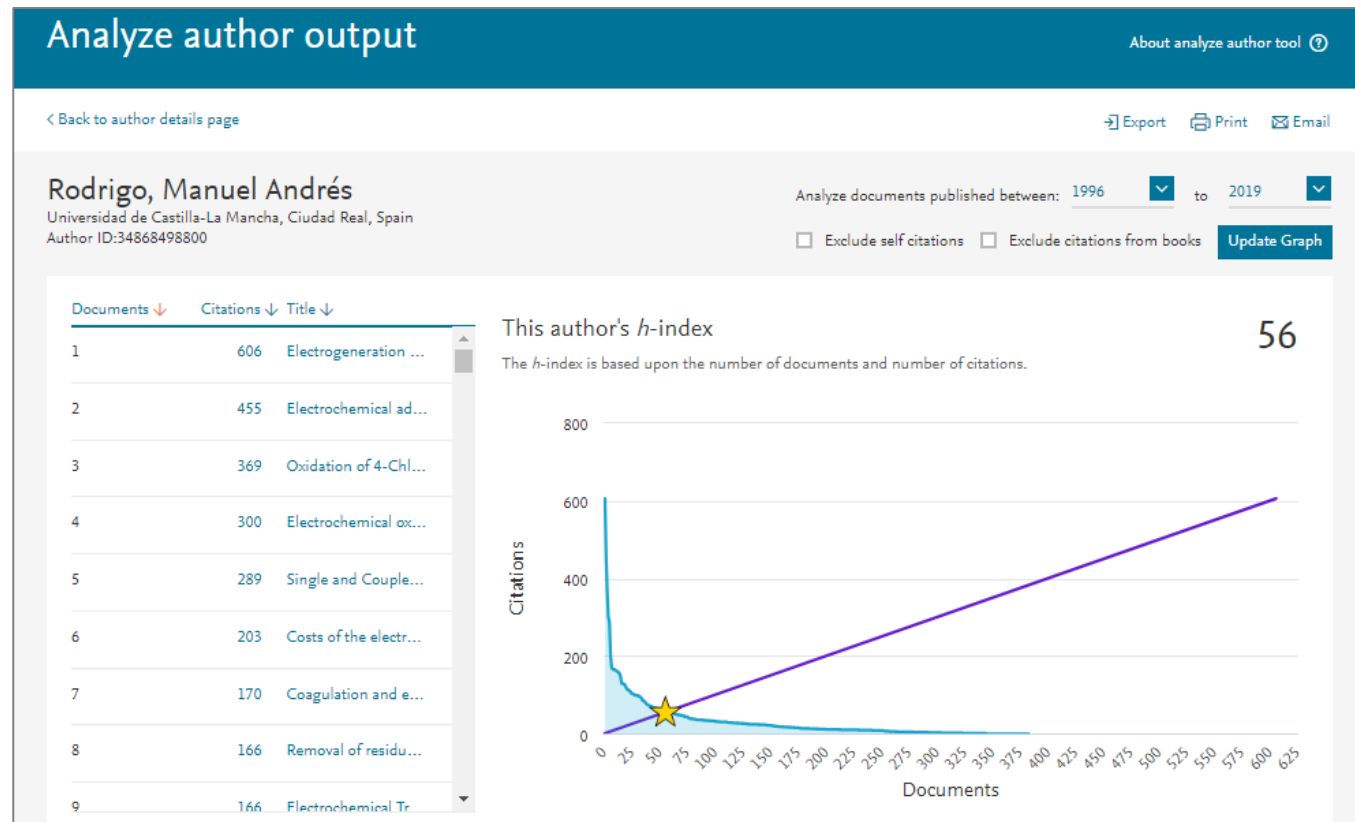 Analyze author output
About analyze author tool ?
< Back to author details page
Export Print Email
Rodrigo, Manuel Andrés
Universidad de Castilla-La Mancha, Ciudad Real, Spain
Author ID:34868498800
Analyze documents published between: 1996 to 2019
Exclude self citations Exclude citations from books Update Graph
Documents Citations Title
1 606 Electrogeneration ...
2 455 Electrochemical ad...
3 369 Oxidation of 4-Chl...
4 300 Electrochemical ox...
5 289 Single and Couple...
6 203 Costs of the electr...
7 170 Coagulation and e...
8 166 Removal of residu...
9 166 Electrochemical Tr
This author's h-index
56
The h-index is based upon the number of documents and number of citations.
Citations
800
600
400
200
0
0 25 50 75 100 125 150 175 200 225 250 275 300 325 350 375 400 425 450 475 500 525 550 575 600 625
Documents